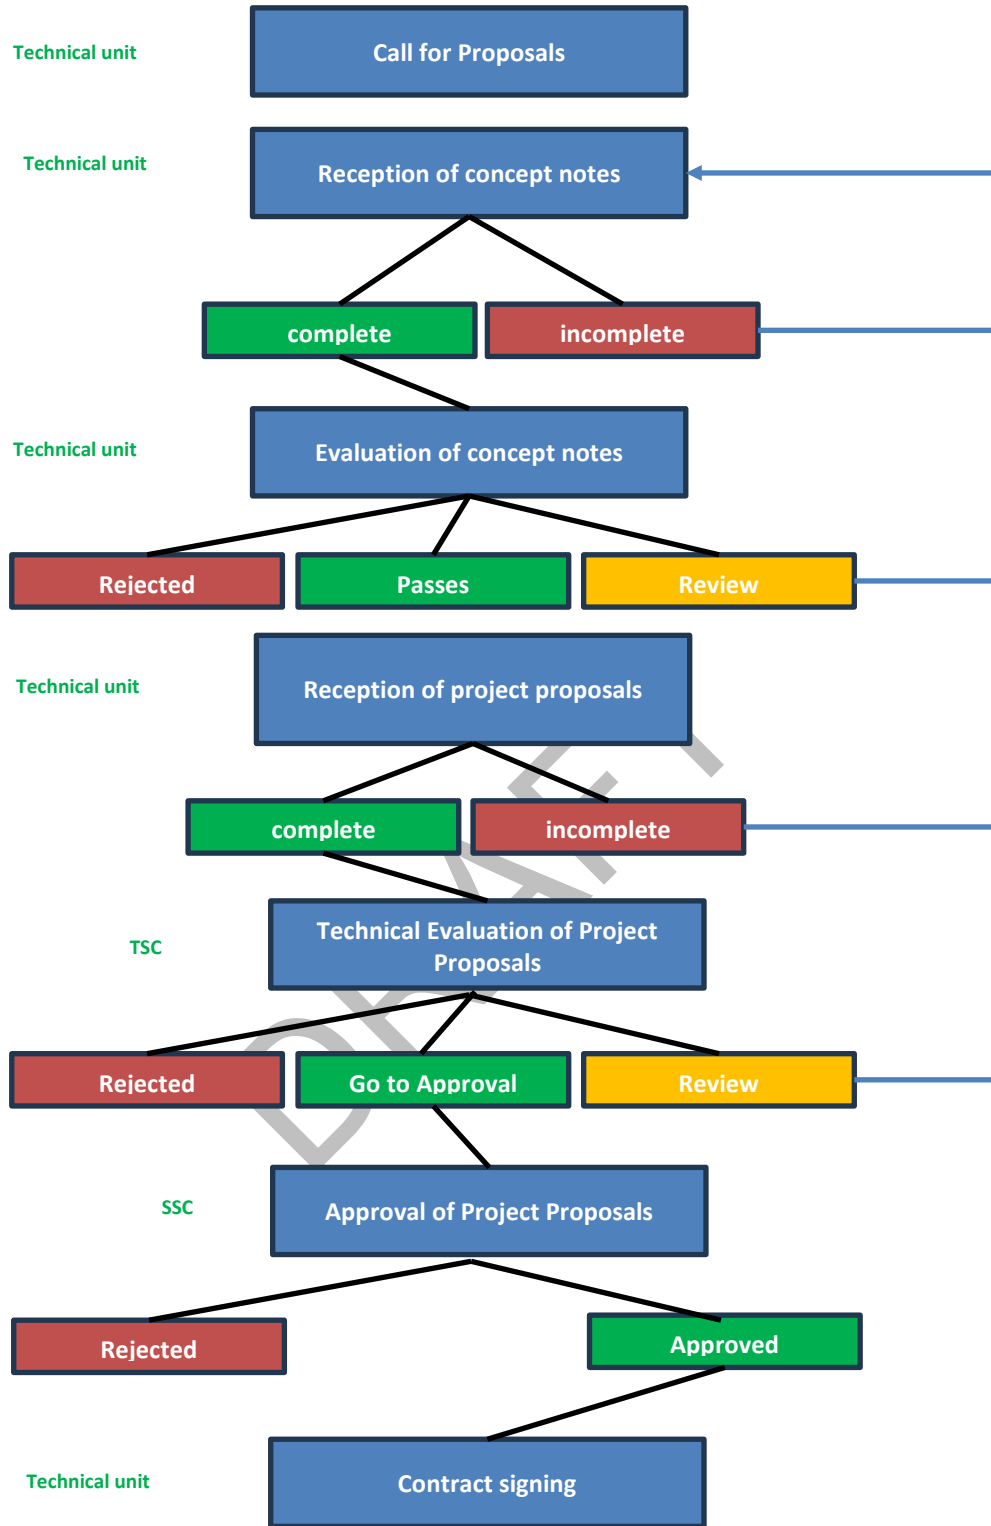 Technical unit
Call for Proposals
Technical unit
Reception of concept notes
complete
incomplete
Technical unit
Evaluation of concept notes
Rejected
Passes
Review
Technical unit
Reception of project proposals
complete
incomplete
TSC
Technical Evaluation of Project
Proposals
Rejected
Go to Approval
Review
SSC
Approval of Project Proposals
Rejected
Approved
Technical unit
Contract signing
DRAFT